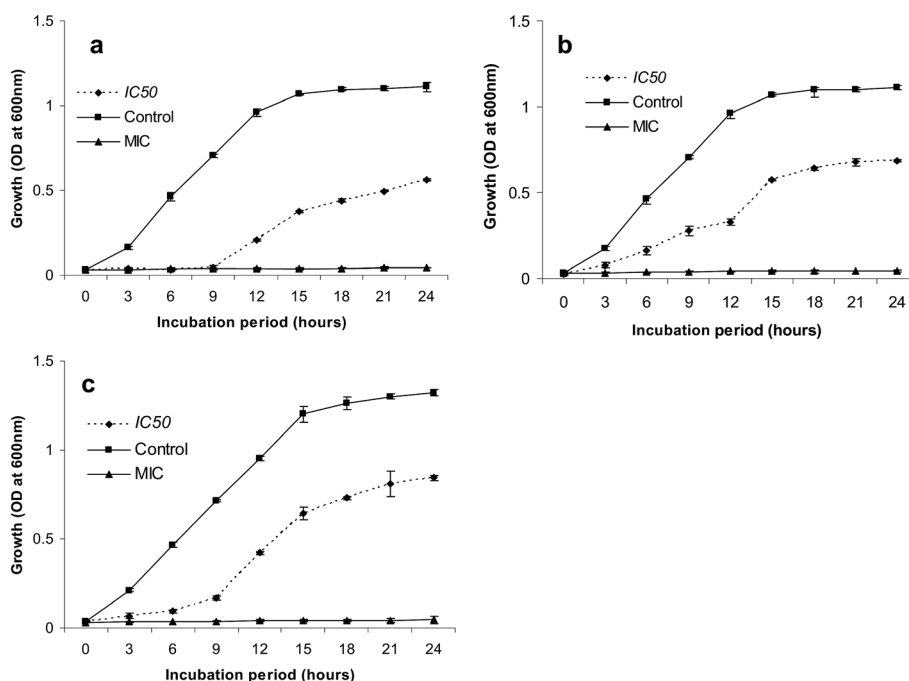 a
Growth (OD at 600nm)
1.5
1
0.5
0
IC50
Control
MIC
0 3 6 9 12 15 18 21 24
Incubation period (hours)
b
Growth (OD at 600nm)
1.5
1
0.5
0
IC50
Control
MIC
0 3 6 9 12 15 18 21 24
Incubation period (hours)
c
Growth (OD at 600nm)
1.5
1
0.5
0
IC50
Control
MIC
0 3 6 9 12 15 18 21 24
Incubation period (hours)